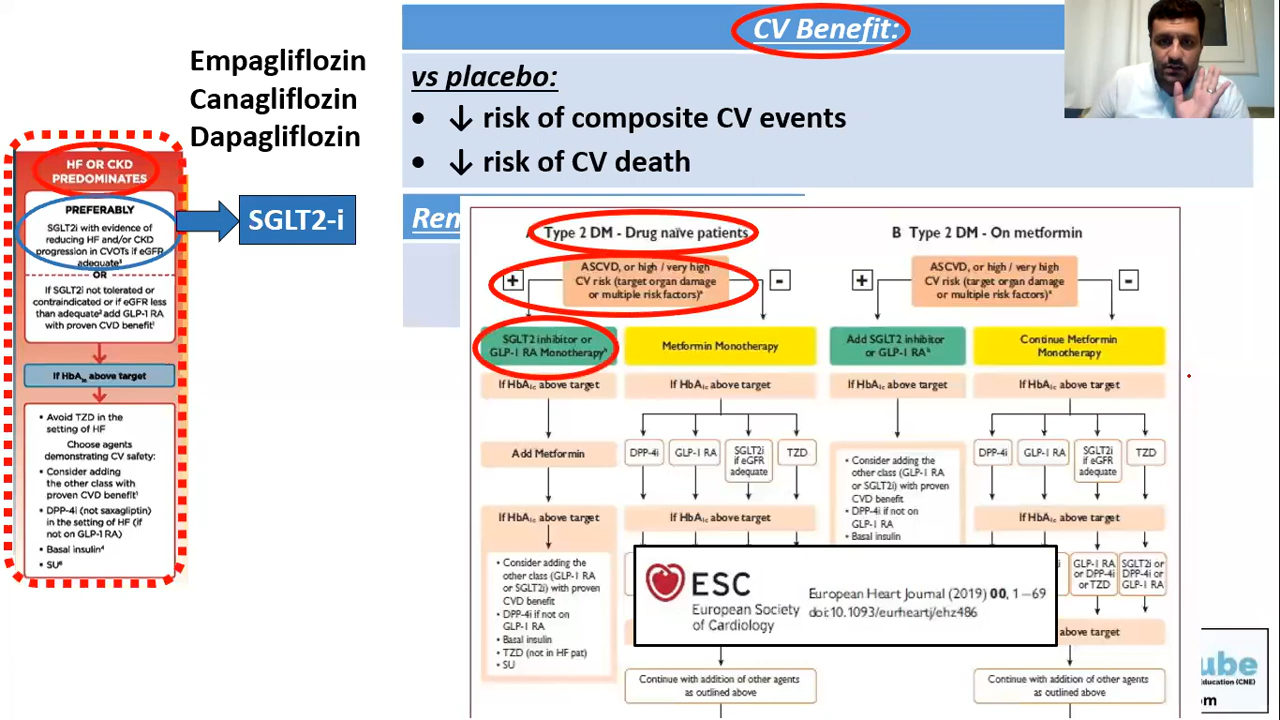 CV Benefit:
Empagliflozin
Canagliflozin
Dapagliflozin
vs placebo:
• ↓ risk of composite CV events
• ↓ risk of CV death
HF OR CKD
PREDOMINATES
PREFERABLY
SGLT2i with evidence of
reducing HF and/or CKD
progression in CVOTs if eGFR
adequate³
OR
If SGLT2i not tolerated or
contraindicated or if eGFR less
than adequate² add GLP-1 RA
with proven CVD benefit¹
If HbA1c above target
• Avoid TZD in the
setting of HF
Choose agents
demonstrating CV safety:
• Consider adding
the other class with
proven CVD benefit¹
• DPP-4i (not saxagliptin)
in the setting of HF (if
not on GLP-1 RA)
• Basal insulin⁴
• SU⁶
SGLT2-i
Ren
A Type 2 DM - Drug naïve patients
ASCVD, or high / very high
CV risk (target organ damage
or multiple risk factors)ᵃ
+
-
SGLT2 inhibitor or
GLP-1 RA Monotherapyᵇ
Metformin Monotherapy
If HbA1c above target
If HbA1c above target
Add Metformin
DPP-4i
GLP-1 RA
SGLT2i
if eGFR
adequate
TZD
If HbA1c above target
If HbA1c above target
• Consider adding the
other class (GLP-1 RA
or SGLT2i) with proven
CVD benefit
• DPP-4i if not on
GLP-1 RA
• Basal insulin
• TZD (not in HF pat)
• SU
Continue with addition of other agents
as outlined above
B Type 2 DM - On metformin
ASCVD, or high / very high
CV risk (target organ damage
or multiple risk factors)ᵃ
+
-
Add SGLT2 inhibitor
or GLP-1 RAᵇ
Continue Metformin
Monotherapy
If HbA1c above target
If HbA1c above target
• Consider adding the
other class (GLP-1 RA
or SGLT2i) with proven
CVD benefit
• DPP-4i if not on
GLP-1 RA
• Basal insulin
DPP-4i
GLP-1 RA
SGLT2i
if eGFR
adequate
TZD
If HbA1c above target
GLP-1 RA
or DPP-4i
or TZD
SGLT2i or
DPP-4i or
GLP-1 RA
above target
Continue with addition of other agents
as outlined above
ESC
European Society
of Cardiology
European Heart Journal (2019) 00, 1–69
doi:10.1093/eurheartj/ehz486
ube
Education (CNE)
om